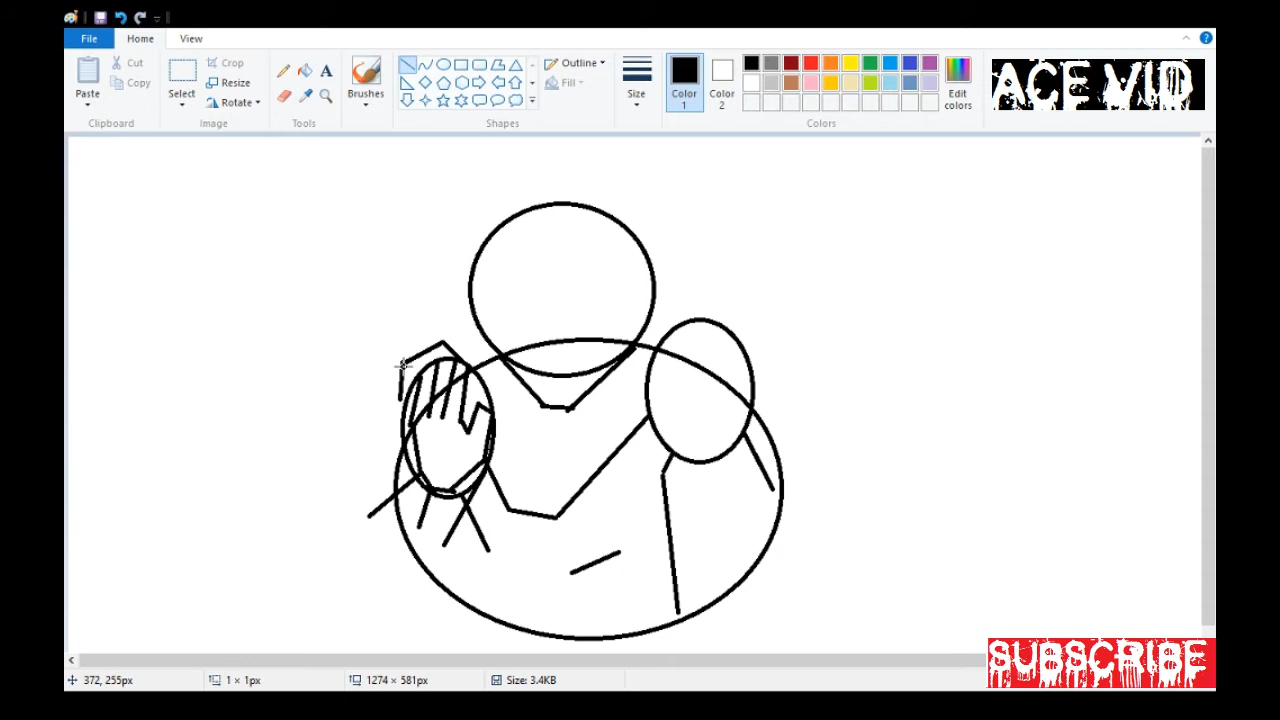 File Home View
Paste Cut Copy Clipboard
Select Crop Resize Rotate Image
A Tools
Brushes
Outline Fill Shapes
Size
Color 1 Color 2 Edit colors Colors
ACE VID
SUBSCRIBE
372, 255px 1 × 1px 1274 × 581px Size: 3.4KB